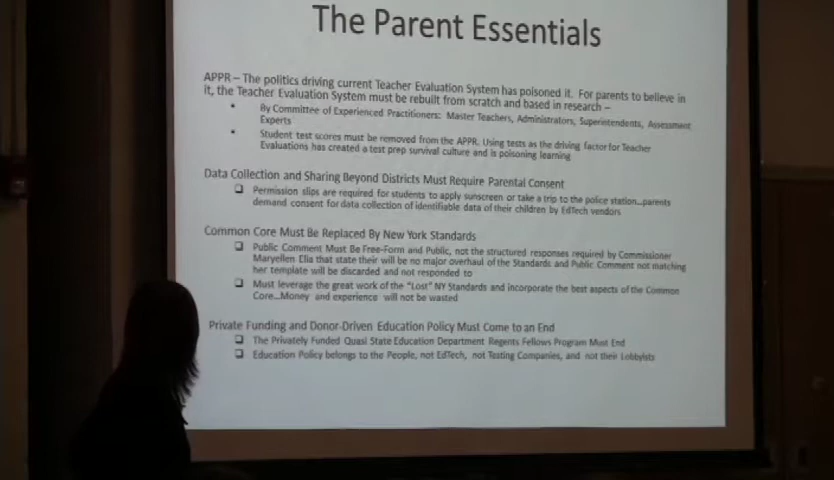 The Parent Essentials
APPR – The politics driving current Teacher Evaluation System has poisoned it. For parents to believe in
it, the Teacher Evaluation System must be rebuilt from scratch and based in research –
• By Committee of Experienced Practitioners: Master Teachers, Administrators, Superintendents, Assessment
Experts
• Student test scores must be removed from the APPR. Using tests as the driving factor for Teacher
Evaluations has created a test prep survival culture and is poisoning learning
Data Collection and Sharing Beyond Districts Must Require Parental Consent
❑ Permission slips are required for students to apply sunscreen or take a trip to the police station...parents
demand consent for data collection of identifiable data of their children by EdTech vendors
Common Core Must Be Replaced By New York Standards
❑ Public Comment Must Be Free-Form and Public, not the structured responses required by Commissioner
Maryellen Elia that state their will be no major overhaul of the Standards and Public Comment not matching
her template will be discarded and not responded to
❑ Must leverage the great work of the "Lost" NY Standards and incorporate the best aspects of the Common
Core...Money and experience will not be wasted
Private Funding and Donor-Driven Education Policy Must Come to an End
❑ The Privately Funded Quasi State Education Department Regents Fellows Program Must End
❑ Education Policy belongs to the People, not EdTech, not Testing Companies, and not their Lobbyists